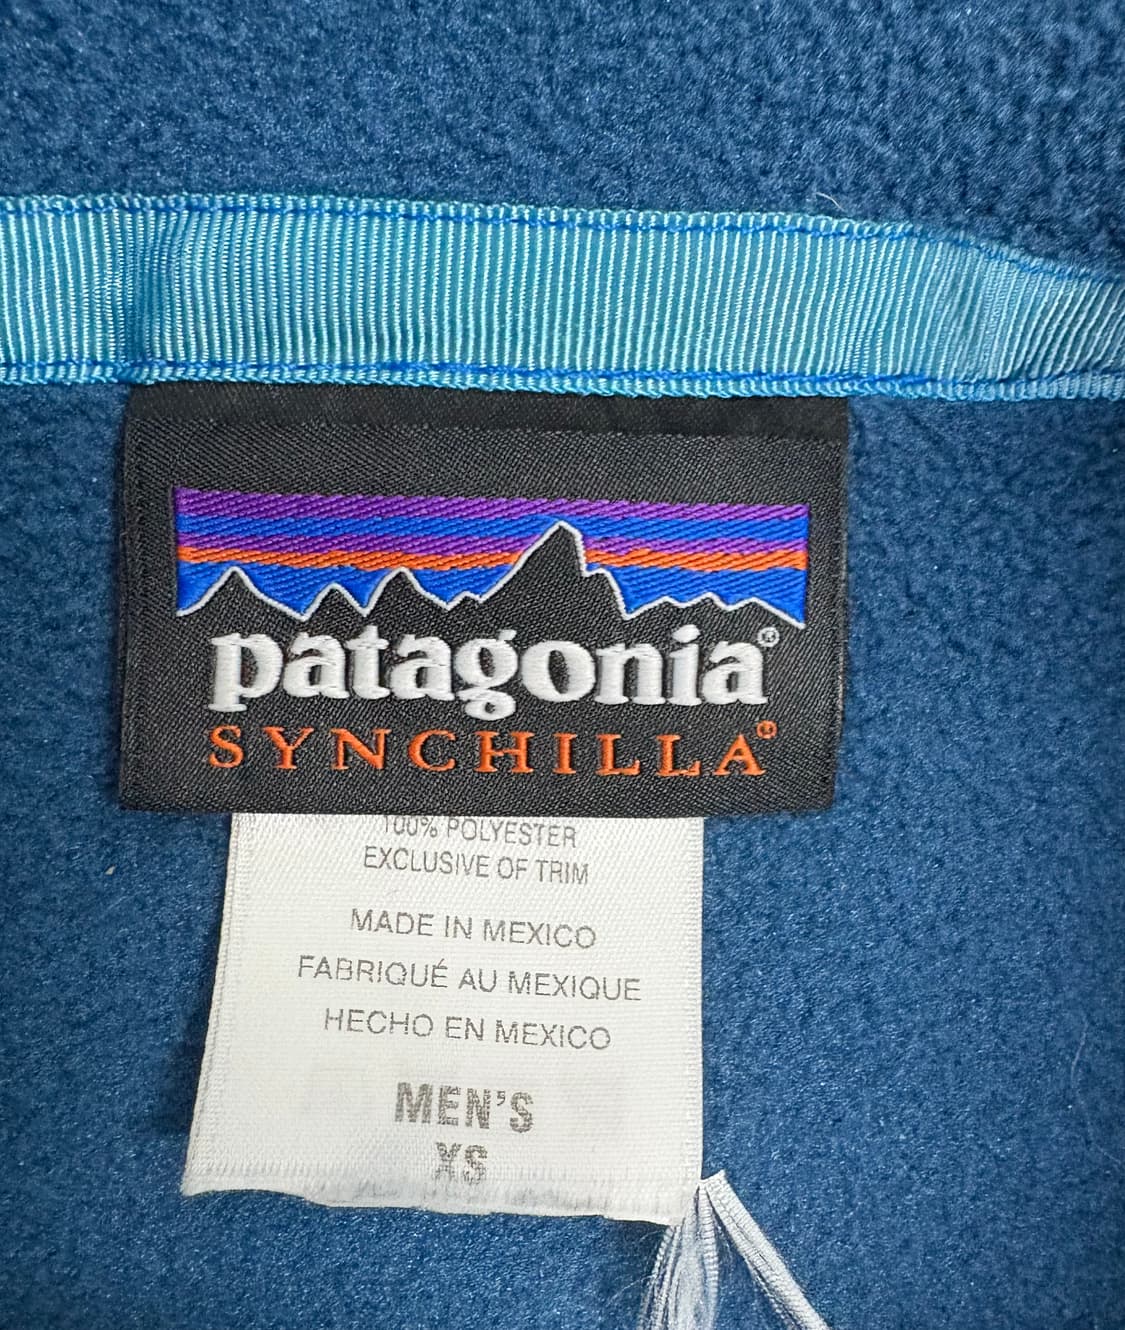 patagonia®
SYNCHILLA®
100% POLYESTER
EXCLUSIVE OF TRIM
MADE IN MEXICO
FABRIQUÉ AU MEXIQUE
HECHO EN MEXICO
MEN'S
XS